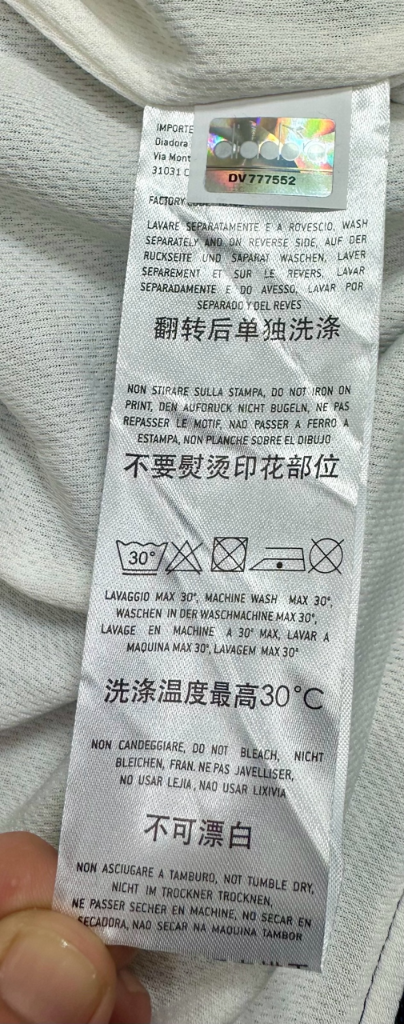 IMPORTE
Diadora
Via Mont
31031 C
DV777552
FACTORY
LAVARE SEPARATAMENTE E A ROVESCIO, WASH
SEPARATELY AND ON REVERSE SIDE, AUF DER
RUCKSEITE UND SAPARAT WASCHEN, LAVER
SEPAREMENT ET SUR LE REVERS, LAVAR
SEPARADAMENTE E DO AVESSO, LAVAR POR
SEPARADO Y DEL REVES
翻转后单独洗涤
NON STIRARE SULLA STAMPA, DO NOT IRON ON
PRINT, DEN AUFDRUCK NICHT BUGELN, NE PAS
REPASSER LE MOTIF, NAO PASSER A FERRO A
ESTAMPA, NON PLANCHE SOBRE EL DIBUJO
不要熨烫印花部位
30°
LAVAGGIO MAX 30°, MACHINE WASH MAX 30°,
WASCHEN IN DER WASCHMACHINE MAX 30°,
LAVAGE EN MACHINE A 30° MAX, LAVAR A
MAQUINA MAX 30°, LAVAGEM MAX 30°
洗涤温度最高30°C
NON CANDEGGIARE, DO NOT BLEACH, NICHT
BLEICHEN, FRAN. NE PAS JAVELLISER,
NO USAR LEJIA, NAO USAR LIXIVIA
不可漂白
NON ASCIUGARE A TAMBURO, NOT TUMBLE DRY,
NICHT IM TROCKNER TROCKNEN,
NE PASSER SECHER EN MACHINE, NO SECAR EN
SECADORA, NAO SECAR NA MAQUINA TAMBOR